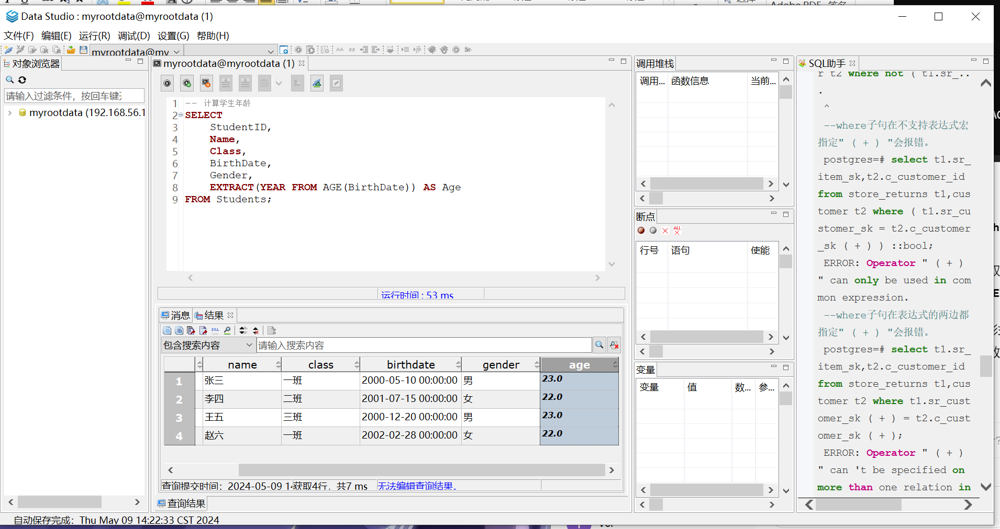 Adobe PDF
签名
Data Studio : myrootdata@myrootdata (1)
文件(F) 编辑(E) 运行(R) 调试(D) 设置(G) 帮助(H)
myrootdata@my
对象浏览器
请输入过滤条件，按回车键
myrootdata (192.168.56.1
myrootdata@myrootdata (1)
1 -- 计算学生年龄
2 SELECT
3 StudentID,
4 Name,
5 Class,
6 BirthDate,
7 Gender,
8 EXTRACT(YEAR FROM AGE(BirthDate)) AS Age
9 FROM Students;
运行时间 : 53 ms
消息 结果
SQL
包含搜索内容 请输入搜索内容
name class birthdate gender age
1 张三 一班 2000-05-10 00:00:00 男 23.0
2 李四 二班 2001-07-15 00:00:00 女 22.0
3 王五 三班 2000-12-20 00:00:00 男 23.0
4 赵六 一班 2002-02-28 00:00:00 女 22.0
查询提交时间：2024-05-09 14 获取4行，共7 ms 无法编辑查询结果。
查询结果
自动保存完成：Thu May 09 14:22:33 CST 2024
调用堆栈
调用... 函数信息 当前...
断点
ALL
行号 语句 使能
变量
变量 值 数... 参...
SQL助手
r t2 where not ( t1.sr_..
.
^
--where子句在不支持表达式宏
指定" ( + ) "会报错。
postgres=# select t1.sr_
item_sk,t2.c_customer_id
from store_returns t1,cus
tomer t2 where ( t1.sr_cu
stomer_sk = t2.c_customer
_sk ( + ) ) ::bool;
ERROR: Operator " ( + )
" can only be used in com
mon expression.
--where子句在表达式的两边都
指定" ( + ) "会报错。
postgres=# select t1.sr_
item_sk,t2.c_customer_id
from store_returns t1,cus
tomer t2 where t1.sr_cust
omer_sk ( + ) = t2.c_cust
omer_sk ( + );
ERROR: Operator " ( + )
" can 't be specified on
more than one relation in